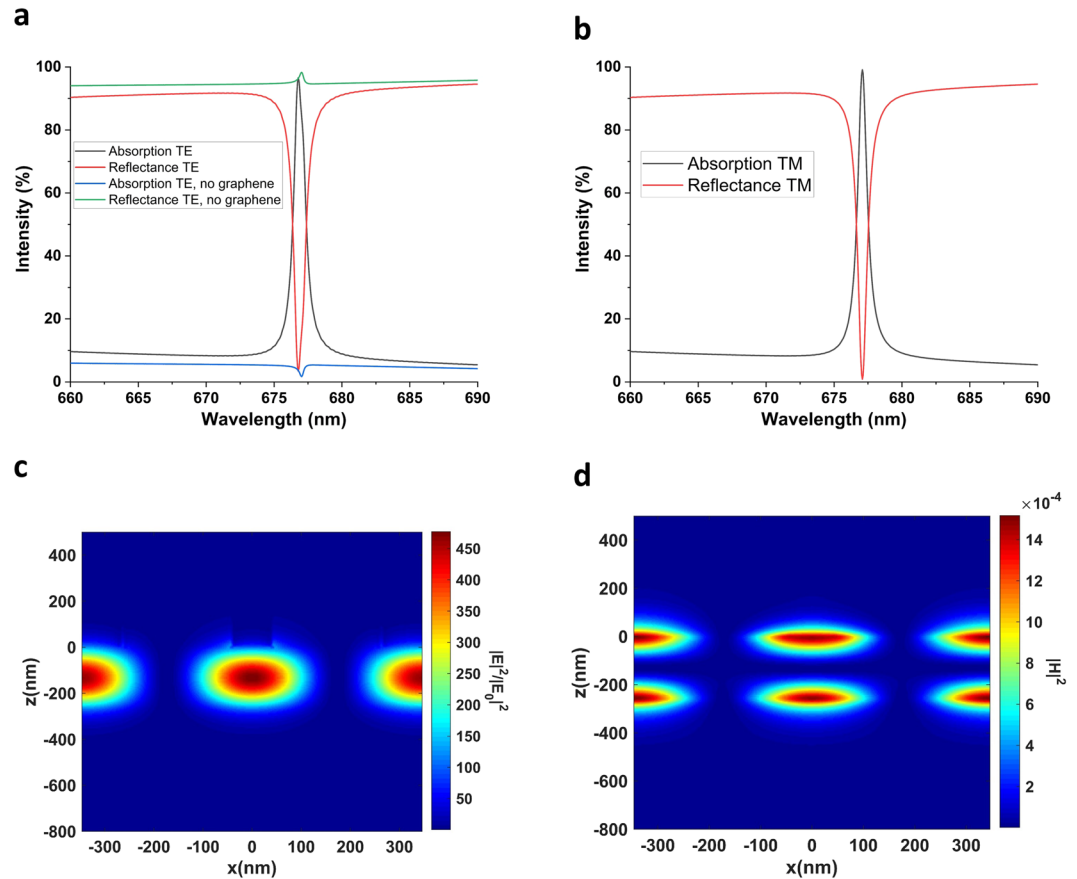 a
Intensity (%)
100
80
60
40
20
0
Absorption TE
Reflectance TE
Absorption TE, no graphene
Reflectance TE, no graphene
660 665 670 675 680 685 690
Wavelength (nm)
b
Intensity (%)
100
80
60
40
20
0
Absorption TM
Reflectance TM
660 665 670 675 680 685 690
Wavelength (nm)
c
z(nm)
400
200
0
-200
-400
-600
-800
-300 -200 -100 0 100 200 300
x(nm)
450
400
350
300
250
200
150
100
50
|E|²/|E₀|²
d
z(nm)
400
200
0
-200
-400
-600
-800
-300 -200 -100 0 100 200 300
x(nm)
×10⁻⁴
14
12
10
8
6
4
2
|H|²